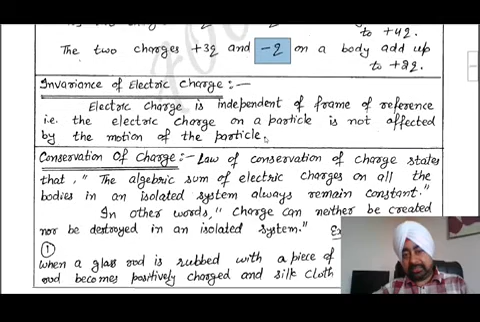 to +4q.
The two charges +3q and -q on a body add up
to +2q.
Invariance of Electric Charge :-
Electric charge is independent of frame of reference
i.e. the electric charge on a particle is not affected
by the motion of the particle.
Conservation Of Charge :- Law of conservation of charge states
that, " The algebric sum of electric charges on all the
bodies in an isolated system always remain constant."
In other words, " Charge can neither be created
nor be destroyed in an isolated system."
①
When a glass rod is rubbed with a piece of
rod becomes positively charged and silk cloth